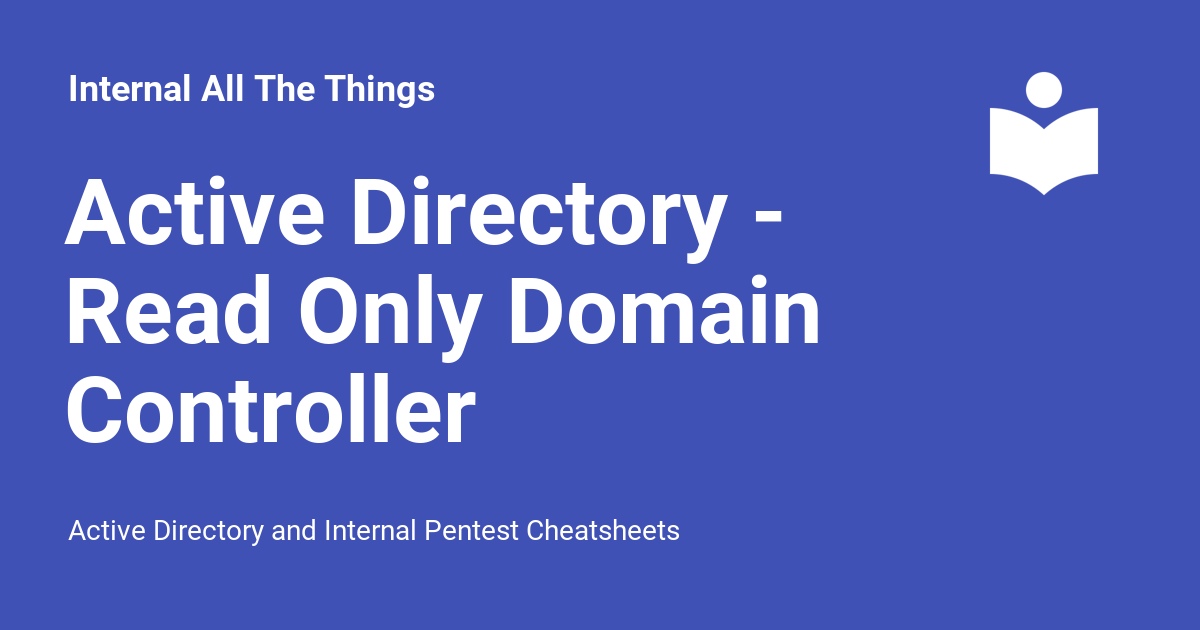 Internal All The Things
Active Directory -
Read Only Domain
Controller
Active Directory and Internal Pentest Cheatsheets